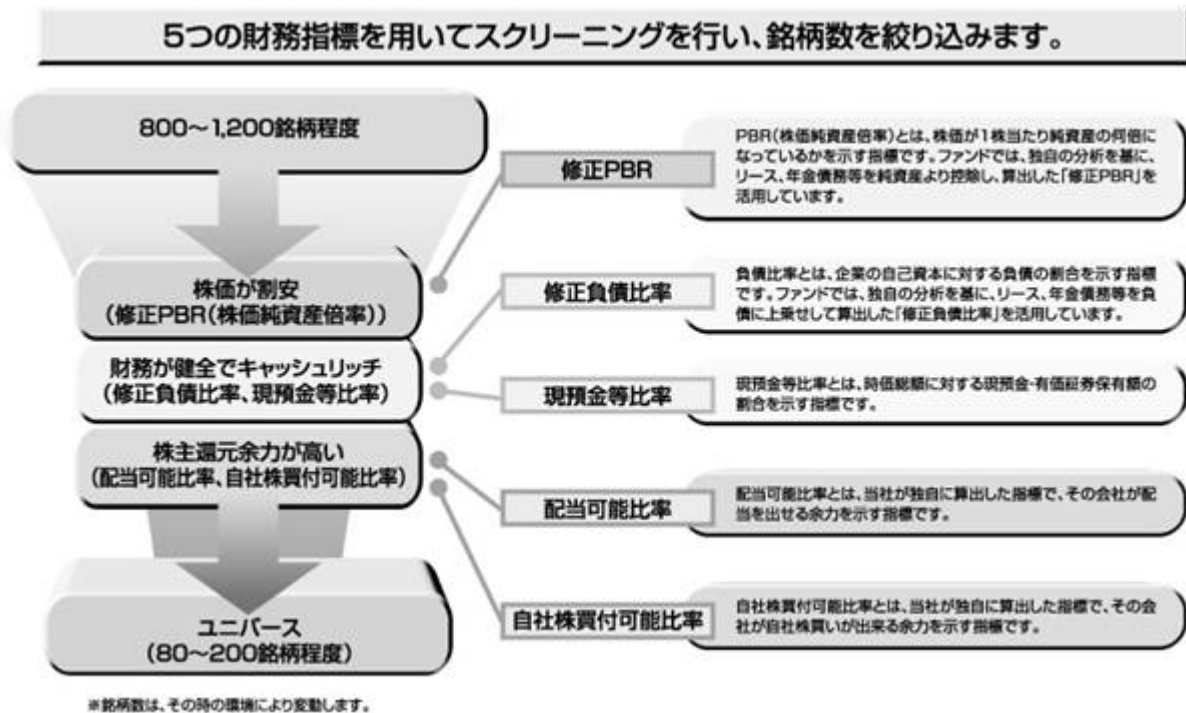 5つの財務指標を用いてスクリーニングを行い、銘柄数を絞り込みます。
800～1,200銘柄程度
株価が割安
(修正PBR(株価純資産倍率))
財務が健全でキャッシュリッチ
(修正負債比率、現預金等比率)
株主還元余力が高い
(配当可能比率、自社株買付可能比率)
ユニバース
(80～200銘柄程度)
※銘柄数は、その時の環境により変動します。
修正PBR
PBR(株価純資産倍率)とは、株価が1株当たり純資産の何倍に
なっているかを示す指標です。ファンドでは、独自の分析を基に、
リース、年金債務等を純資産より控除し、算出した「修正PBR」を
活用しています。
修正負債比率
負債比率とは、企業の自己資本に対する負債の割合を示す指標
です。ファンドでは、独自の分析を基に、リース、年金債務等を負
債に上乗せして算出した「修正負債比率」を活用しています。
現預金等比率
現預金等比率とは、時価総額に対する現預金･有価証券保有額の
割合を示す指標です。
配当可能比率
配当可能比率とは、当社が独自に算出した指標で、その会社が配
当を出せる余力を示す指標です。
自社株買付可能比率
自社株買付可能比率とは、当社が独自に算出した指標で、その会
社が自社株買いが出来る余力を示す指標です。